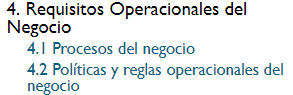 4. Requisitos Operacionales del
Negocio
4.1 Procesos del negocio
4.2 Políticas y reglas operacionales del
negocio